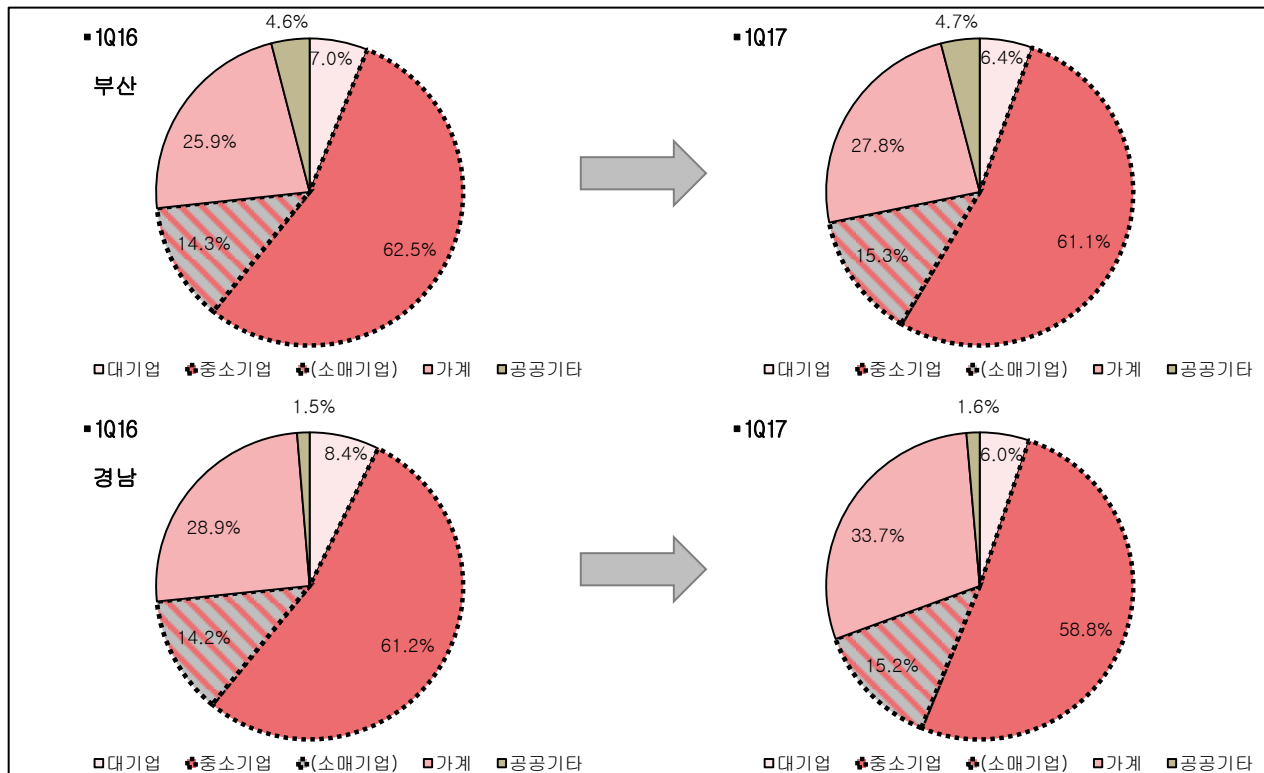 ▪1Q16
부산
4.6%
7.0%
25.9%
14.3%
62.5%
□대기업 중소기업 (소매기업) □가계 □공공기타
▪1Q17
4.7%
6.4%
27.8%
15.3%
61.1%
□대기업 중소기업 (소매기업) □가계 □공공기타
▪1Q16
경남
1.5%
8.4%
28.9%
14.2%
61.2%
□대기업 중소기업 (소매기업) □가계 □공공기타
▪1Q17
1.6%
6.0%
33.7%
15.2%
58.8%
□대기업 중소기업 (소매기업) □가계 □공공기타